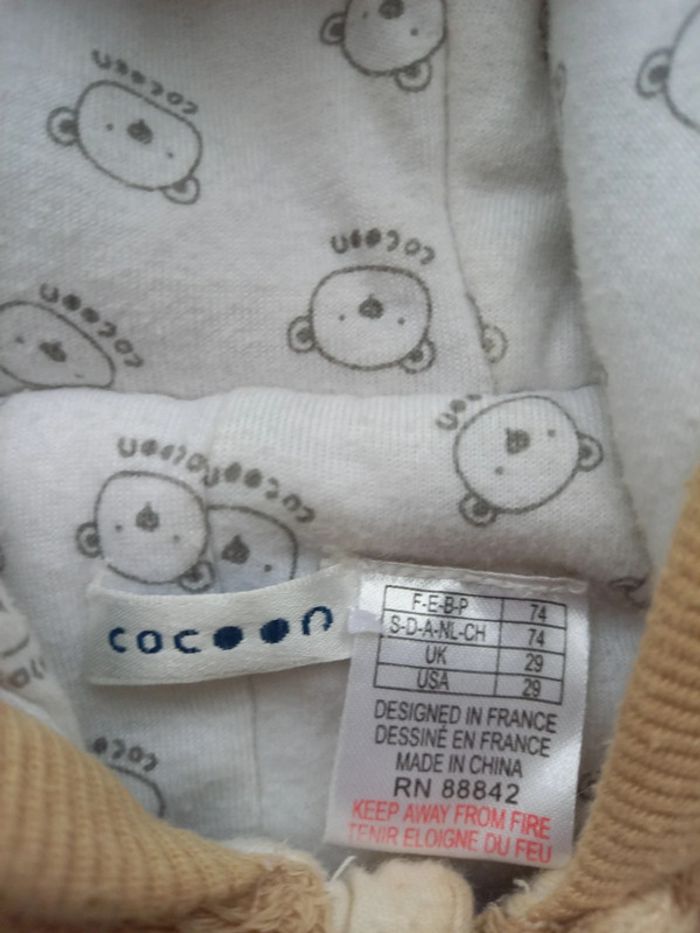 cocoon
cocoon
cocoon
cocoon
cocoon
cocoon
cocoon
F-E-B-P 74
S-D-A-NL-CH 74
UK 29
USA 29
DESIGNED IN FRANCE
DESSINÉ EN FRANCE
MADE IN CHINA
RN 88842
KEEP AWAY FROM FIRE
TENIR ELOIGNE DU FEU